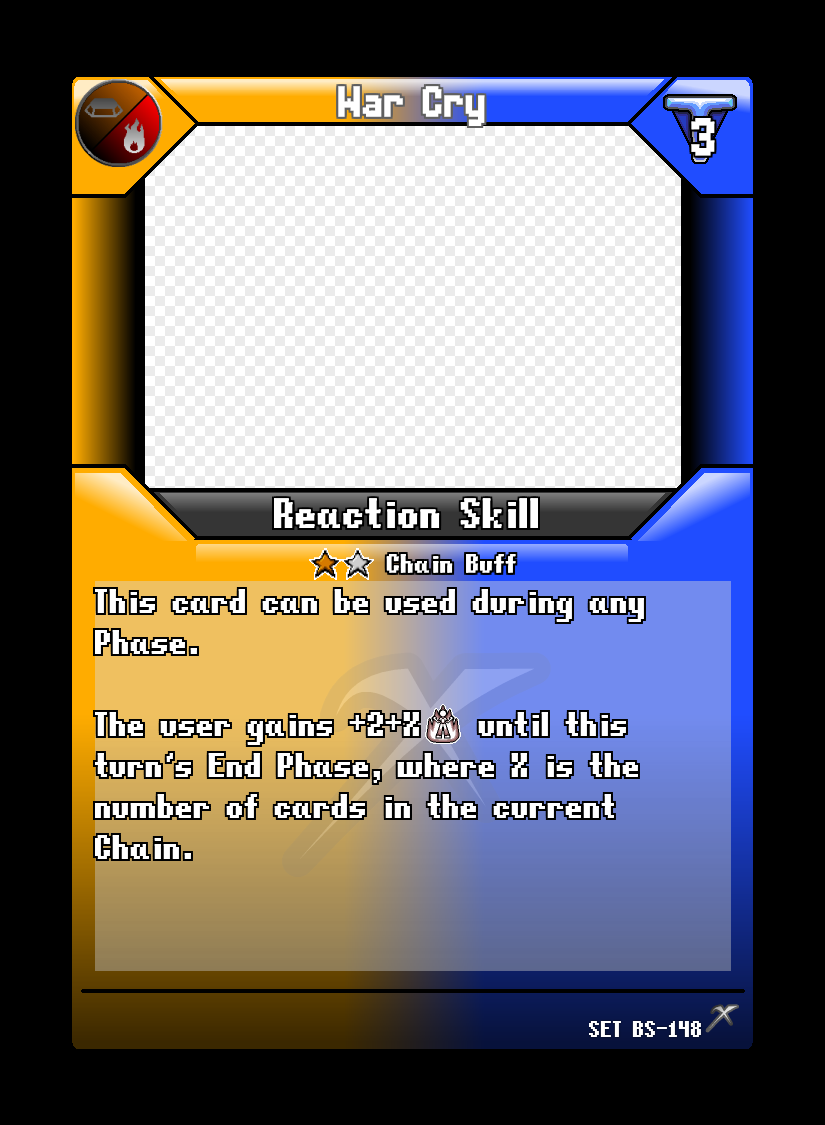 War Cry
3
Reaction Skill
Chain Buff
This card can be used during any
Phase.
The user gains +2+X until this
turn's End Phase, where X is the
number of cards in the current
Chain.
SET BS-148